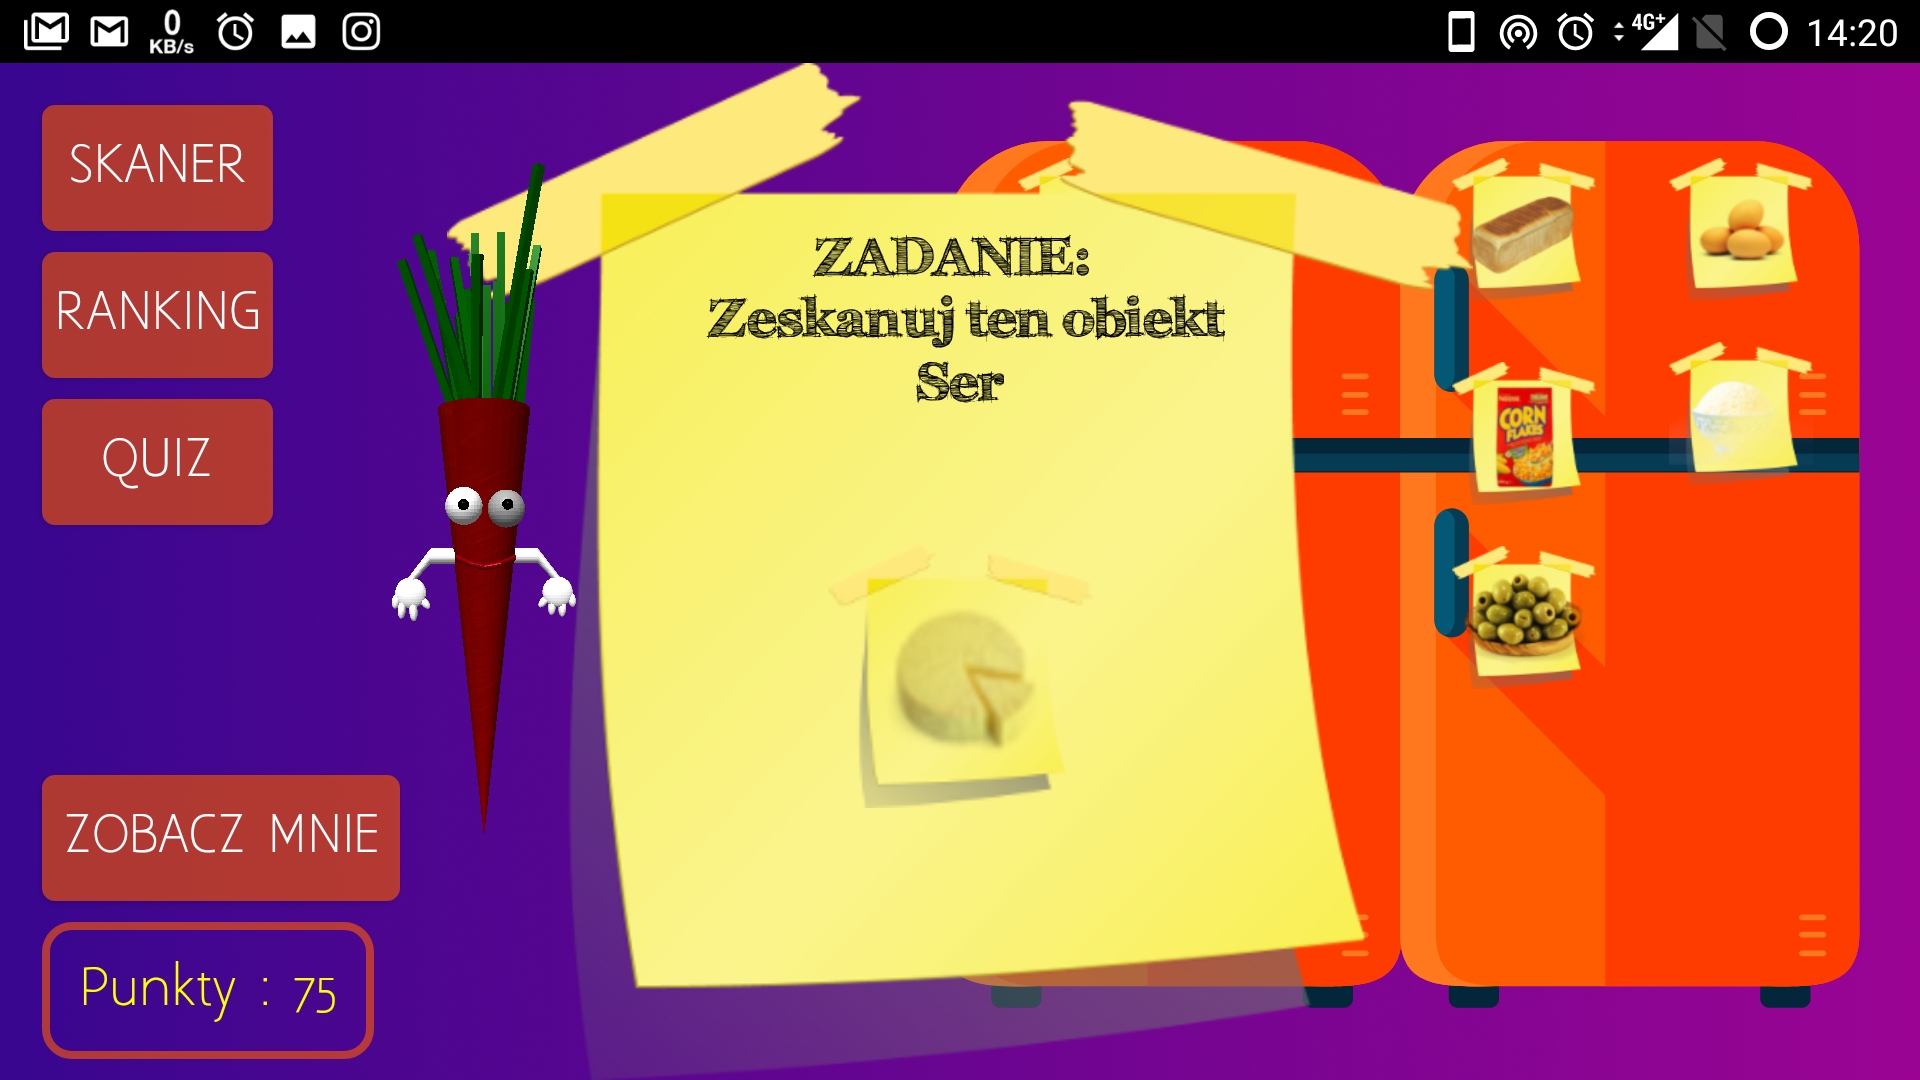 0
KB/s
4G+
14:20
SKANER
RANKING
QUIZ
ZOBACZ MNIE
Punkty : 75
ZADANIE:
Zeskanuj ten obiekt
Ser
CORN
FLAKES